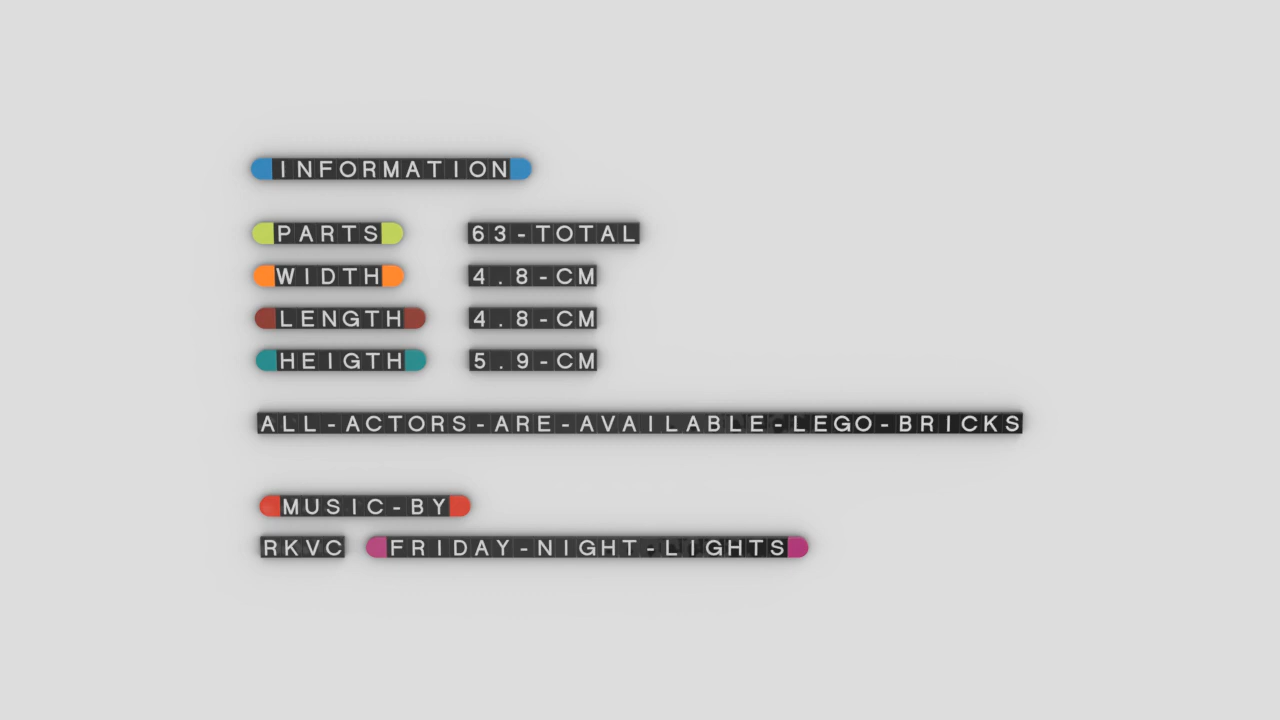 INFORMATION
PARTS 63-TOTAL
WIDTH 4.8-CM
LENGTH 4.8-CM
HEIGTH 5.9-CM
ALL-ACTORS-ARE-AVAILABLE-LEGO-BRICKS
MUSIC-BY
RKVC FRIDAY-NIGHT-LIGHTS